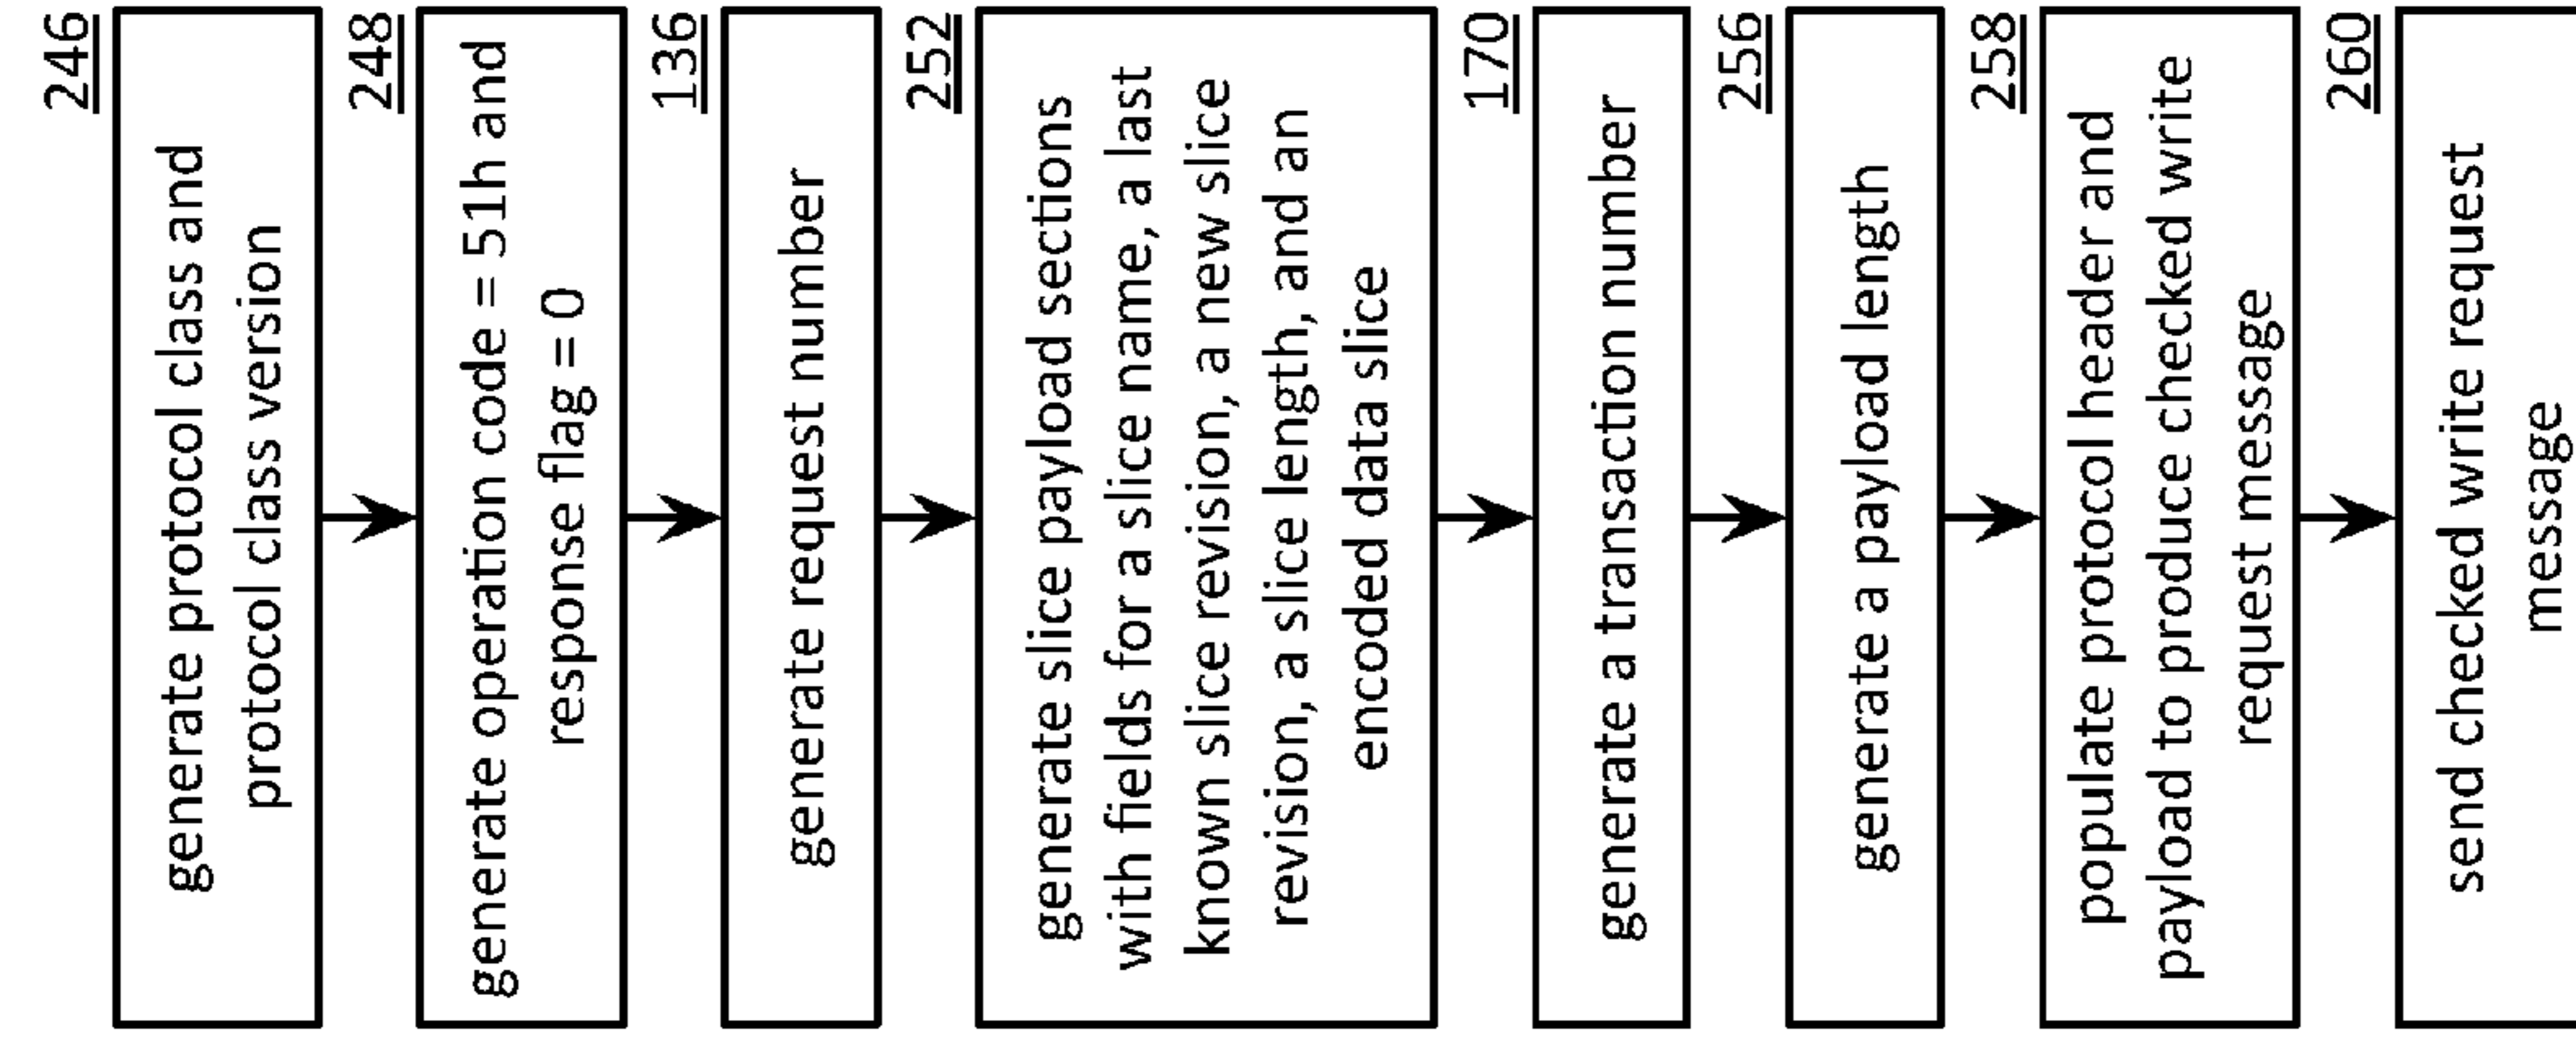 246
generate protocol class and
protocol class version
248
generate operation code = 51h and
response flag = 0
136
generate request number
252
generate slice payload sections
with fields for a slice name, a last
known slice revision, a new slice
revision, a slice length, and an
encoded data slice
170
generate a transaction number
256
generate a payload length
258
populate protocol header and
payload to produce checked write
request message
260
send checked write request
message